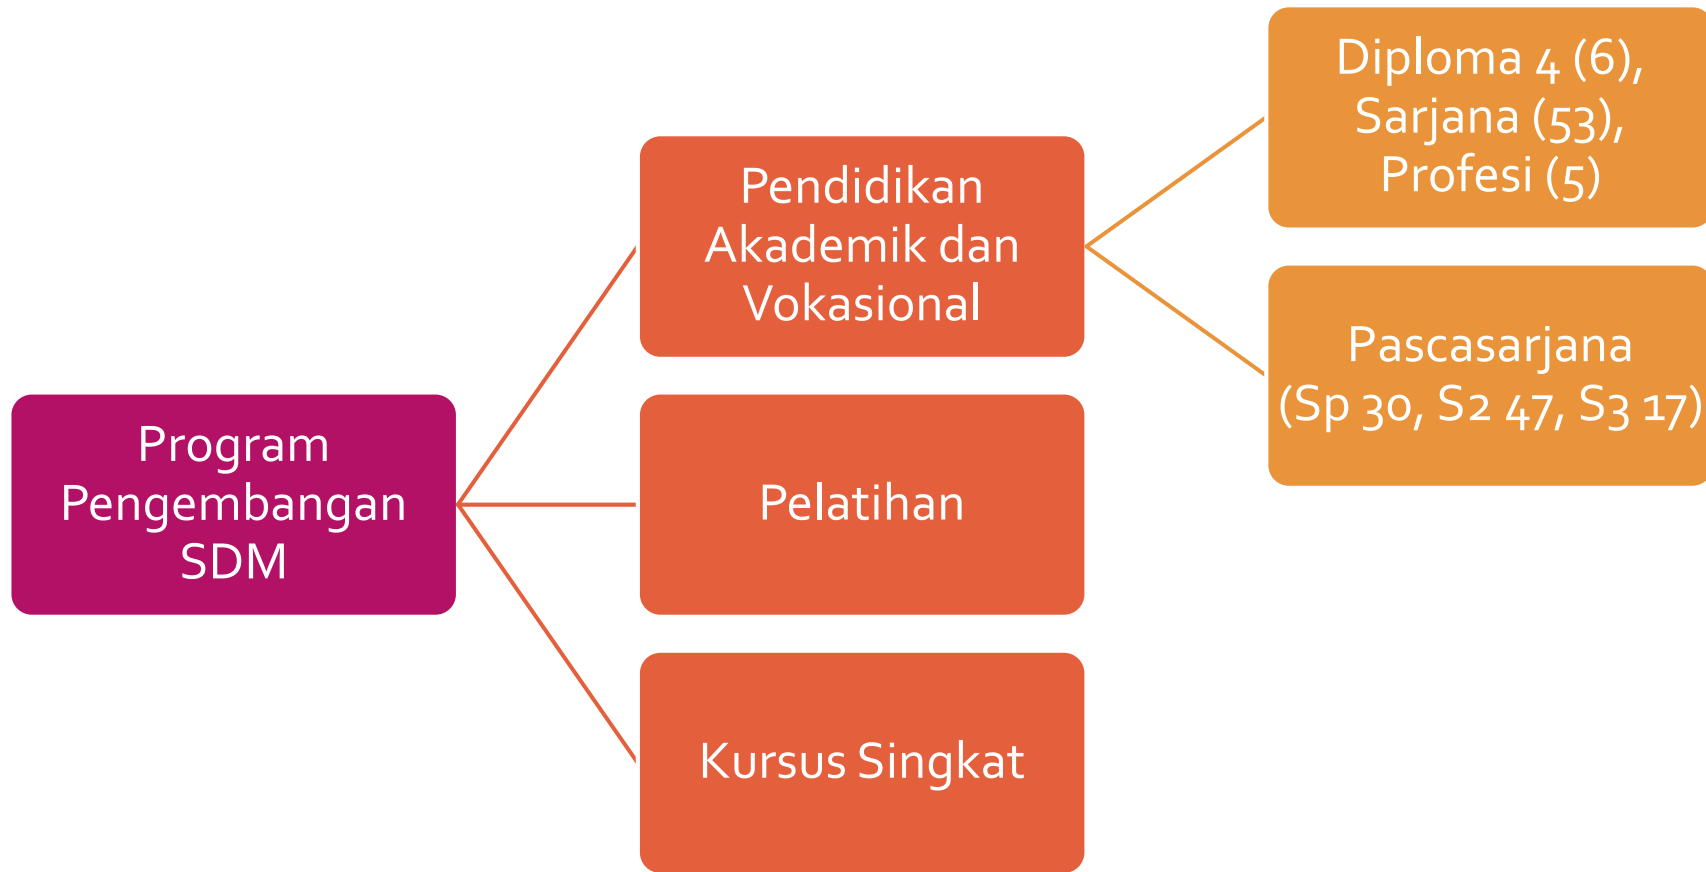 Program
Pengembangan
SDM
Pendidikan
Akademik dan
Vokasional
Pelatihan
Kursus Singkat
Diploma 4 (6),
Sarjana (53),
Profesi (5)
Pascasarjana
(Sp 30, S2 47, S3 17)